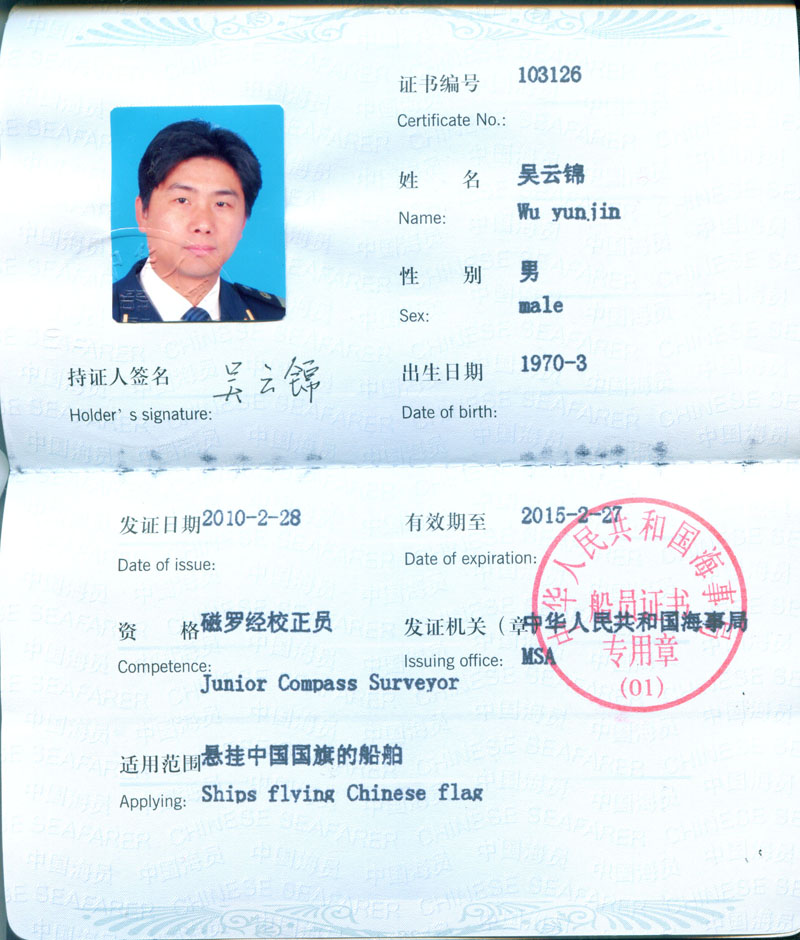 证书编号 103126
Certificate No.:
姓 名 吴云锦
Name: Wu yunjin
性 别 男
Sex: male
持证人签名 吴云锦
Holder's signature:
出生日期 1970-3
Date of birth:
发证日期 2010-2-28
Date of issue:
有效期至 2015-2-27
Date of expiration:
资 格 磁罗经校正员
Competence:
Junior Compass Surveyor
发证机关（章 中华人民共和国海事局
Issuing office: MSA
中华人民共和国海事局
船员证书
专用章
(01)
适用范围 悬挂中国国旗的船舶
Applying: Ships flying Chinese flag
中国海员
CHINESE SEAFARER